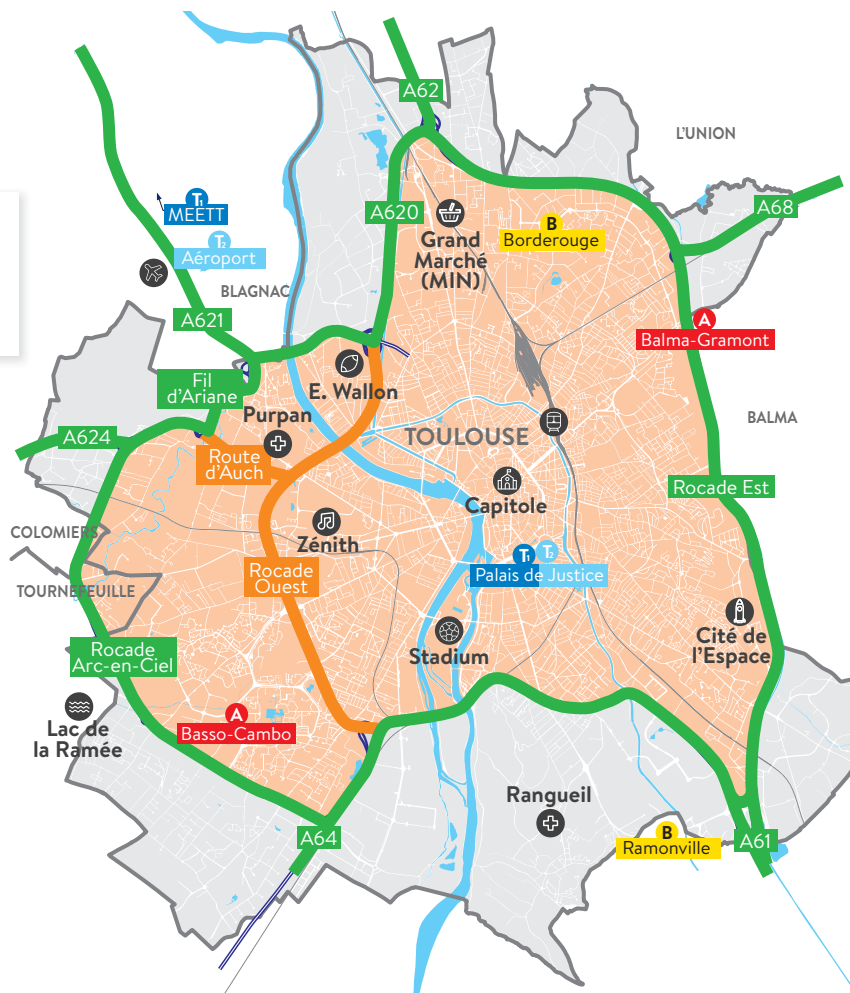 A62
L'UNION
A68
T1
MEETT
A620
Grand
Marché
(MIN)
B
Borderouge
T2
Aéroport
BLAGNAC
A621
A
Balma-Gramont
Fil
d'Ariane
E. Wallon
Purpan
BALMA
A624
TOULOUSE
Route
d'Auch
Rocade Est
Capitole
COLOMIERS
Zénith
T1 T2
Palais de Justice
Rocade
Ouest
TOURNEFEUILLE
Cité de
l'Espace
Rocade
Arc-en-Ciel
Stadium
A
Basso-Cambo
Lac de
la Ramée
Rangueil
A64
B
Ramonville
A61